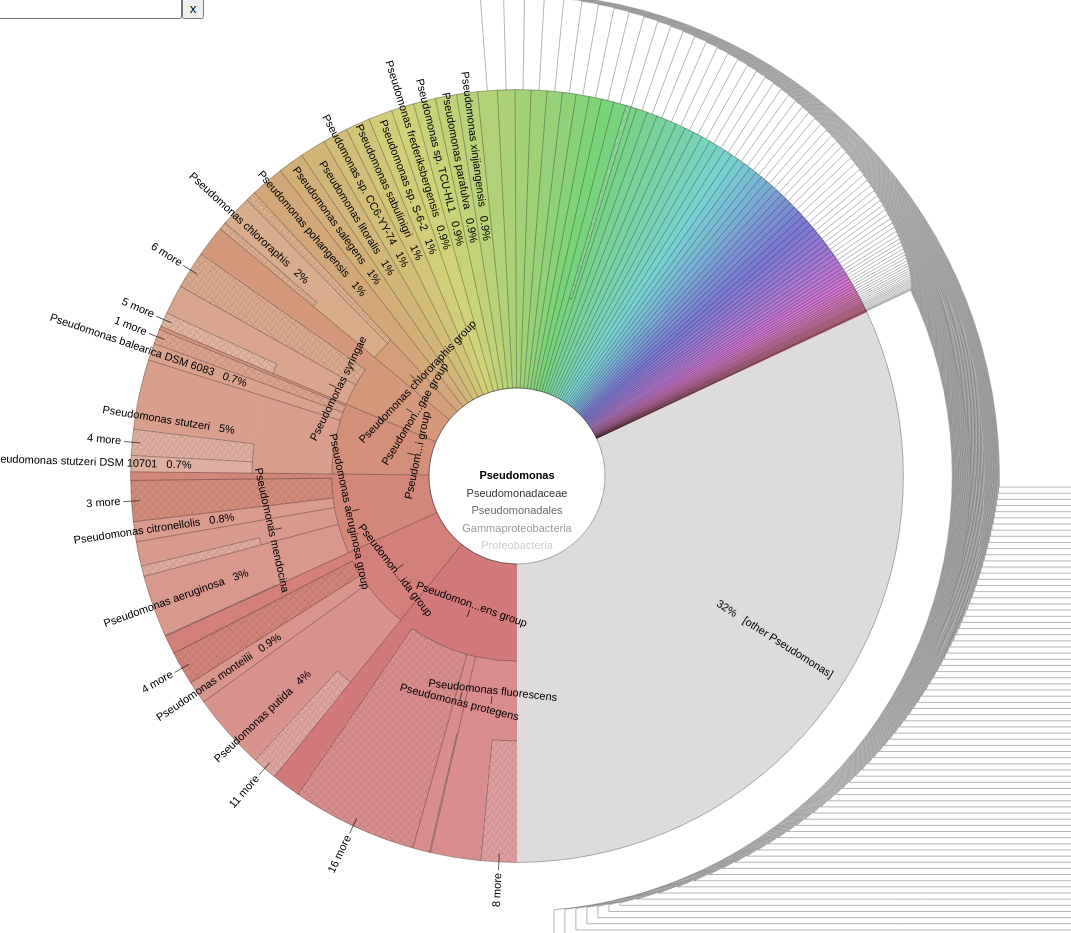 x
Pseudomonas frederiksbergensis 0.9%
Pseudomonas sp. TCU-HL1 0.9%
Pseudomonas parafulva 0.9%
Pseudomonas xinjiangensis 0.9%
Pseudomonas sp. S-6-2 1%
Pseudomonas sabulinigri 1%
Pseudomonas sp. CC6-YY-74 1%
Pseudomonas litoralis 1%
Pseudomonas salegens 1%
Pseudomonas pohangensis 1%
Pseudomonas chlororaphis 2%
6 more
5 more
1 more
Pseudomonas balearica DSM 6083 0.7%
Pseudomonas syringae
Pseudomonas chlororaphis group
Pseudomon...gae group
Pseudom...i group
Pseudomonas stutzeri 5%
4 more
eudomonas stutzeri DSM 10701 0.7%
3 more
Pseudomonas citronellolis 0.8%
Pseudomonas mendocina
Pseudomonas aeruginosa group
Pseudomonas aeruginosa 3%
Pseudomon...ida group
Pseudomon...ens group
4 more
Pseudomonas monteilii 0.9%
Pseudomonas putida 4%
11 more
16 more
8 more
Pseudomonas fluorescens
Pseudomonas protegens
Pseudomonas
Pseudomonadaceae
Pseudomonadales
Gammaproteobacteria
Proteobacteria
32% [other Pseudomonas]